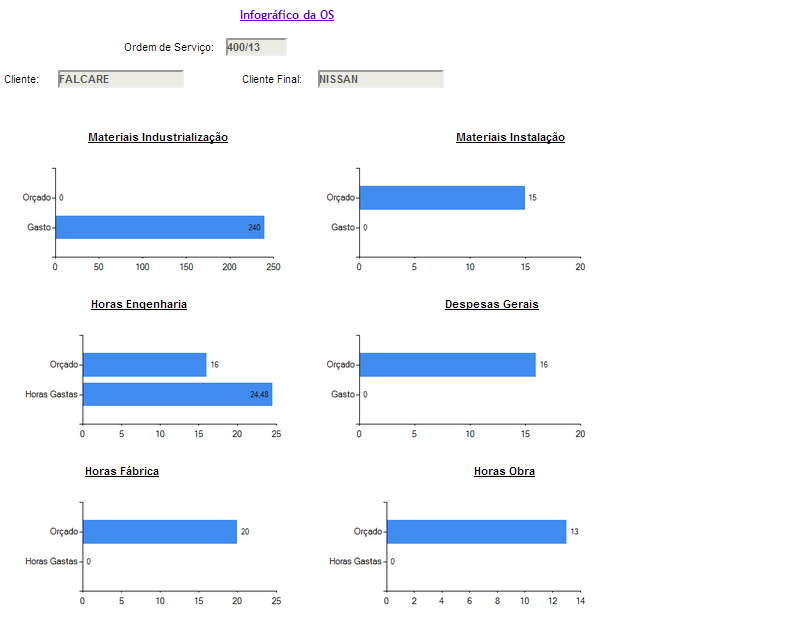 Infográfico da OS
Ordem de Serviço: 400/13
Cliente: FALCARE Cliente Final: NISSAN
Materiais Industrialização
Orçado 0
Gasto 240
0 50 100 150 200 250
Materiais Instalação
Orçado 15
Gasto 0
0 5 10 15 20
Horas Engenharia
Orçado 16
Horas Gastas 24,48
0 5 10 15 20 25
Despesas Gerais
Orçado 16
Gasto 0
0 5 10 15 20
Horas Fábrica
Orçado 20
Horas Gastas 0
0 5 10 15 20 25
Horas Obra
Orçado 13
Horas Gastas 0
0 2 4 6 8 10 12 14